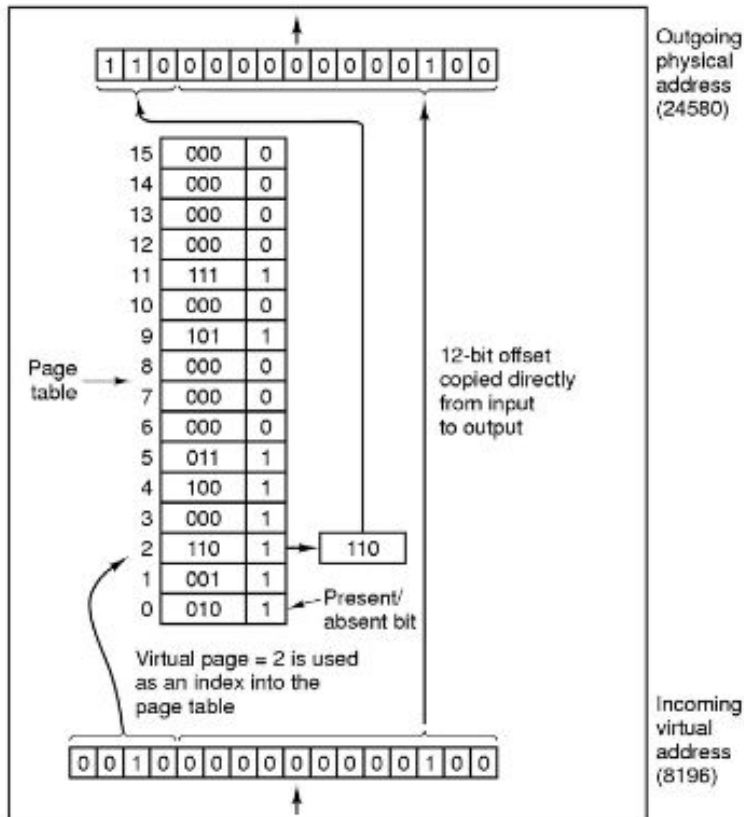 1 1 0 0 0 0 0 0 0 0 0 0 1 0 0
Outgoing
physical
address
(24580)
15 000 0
14 000 0
13 000 0
12 000 0
11 111 1
10 000 0
9 101 1
8 000 0
7 000 0
6 000 0
5 011 1
4 100 1
3 000 1
2 110 1
1 001 1
0 010 1
Page
table
110
12-bit offset
copied directly
from input
to output
Present/
absent bit
Virtual page = 2 is used
as an index into the
page table
0 0 1 0 0 0 0 0 0 0 0 0 0 1 0 0
Incoming
virtual
address
(8196)